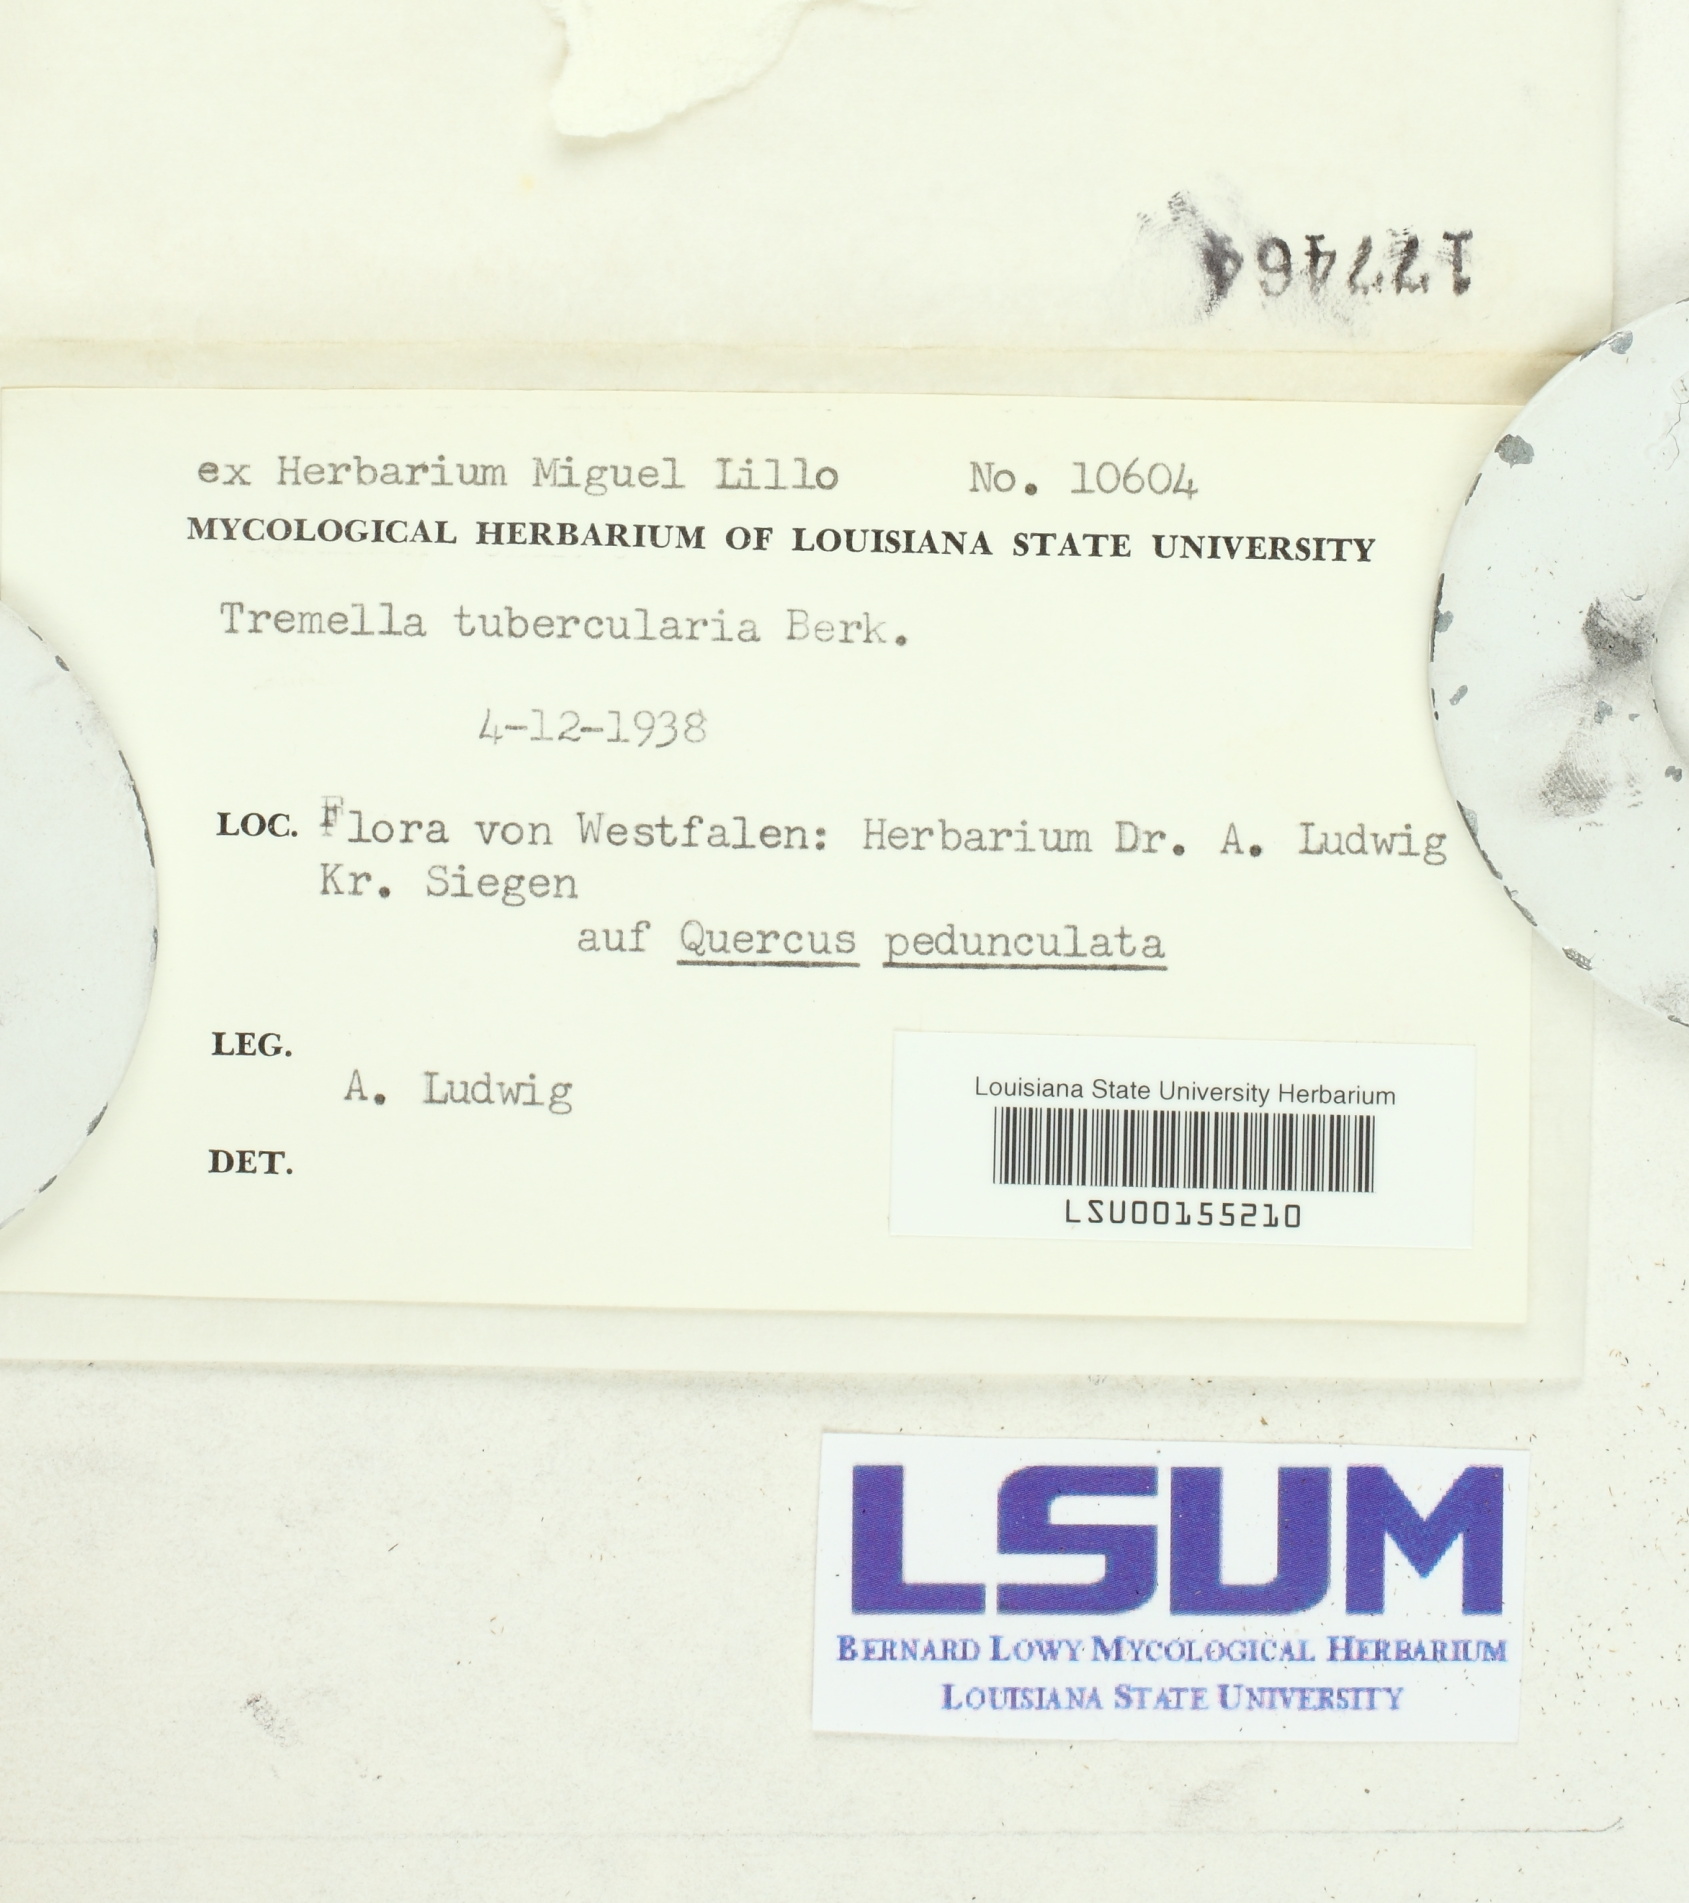 177464
ex Herbarium Miguel Lillo No. 10604
MYCOLOGICAL HERBARIUM OF LOUISIANA STATE UNIVERSITY
Tremella tubercularia Berk.
4-12-1938
LOC. Flora von Westfalen: Herbarium Dr. A. Ludwig
Kr. Siegen
auf Quercus pedunculata
LEG.
A. Ludwig
DET.
Louisiana State University Herbarium
LSU00155210
LSUM
BERNARD LOWY MYCOLOGICAL HERBARIUM
LOUISIANA STATE UNIVERSITY